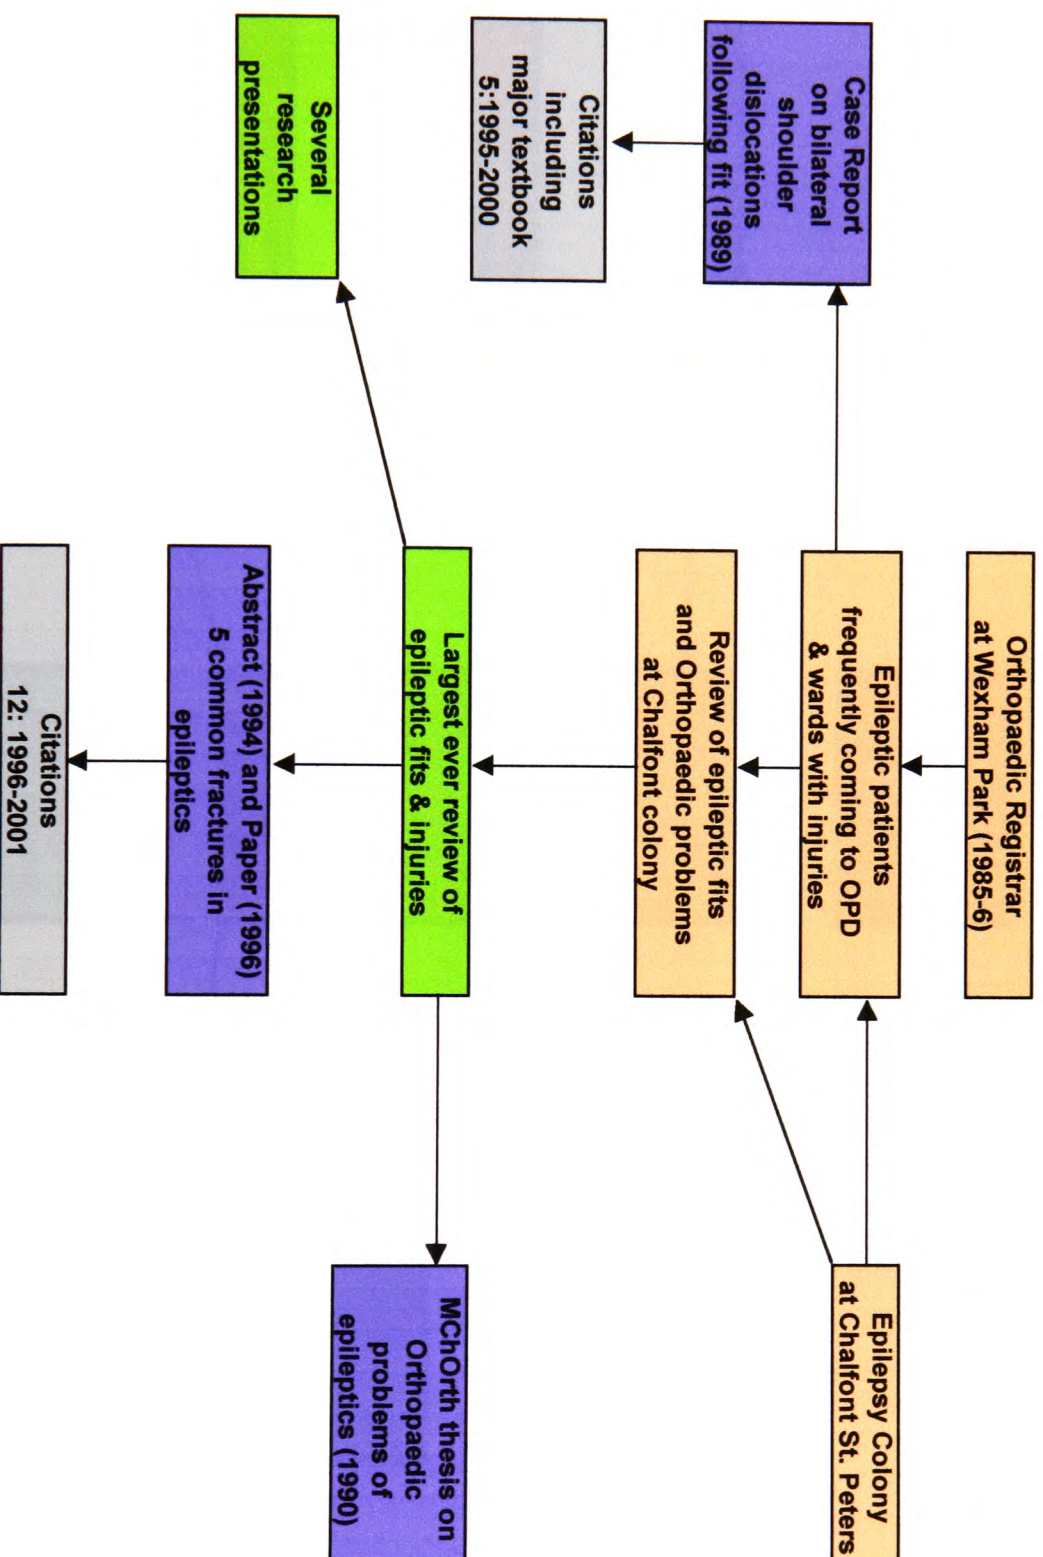 Orthopaedic Registrar
at Wexham Park (1985-6)
Epileptic patients
frequently coming to OPD
& wards with injuries
Epilepsy Colony
at Chalfont St. Peters
Case Report
on bilateral
shoulder
dislocations
following fit (1989)
Review of epileptic fits
and Orthopaedic problems
at Chalfont colony
Citations
including
major textbook
5:1995-2000
Largest ever review of
epileptic fits & injuries
MChOrth thesis on
Orthopaedic
problems of
epileptics (1990)
Several
research
presentations
Abstract (1994) and Paper (1996)
5 common fractures in
epileptics
Citations
12: 1996-2001